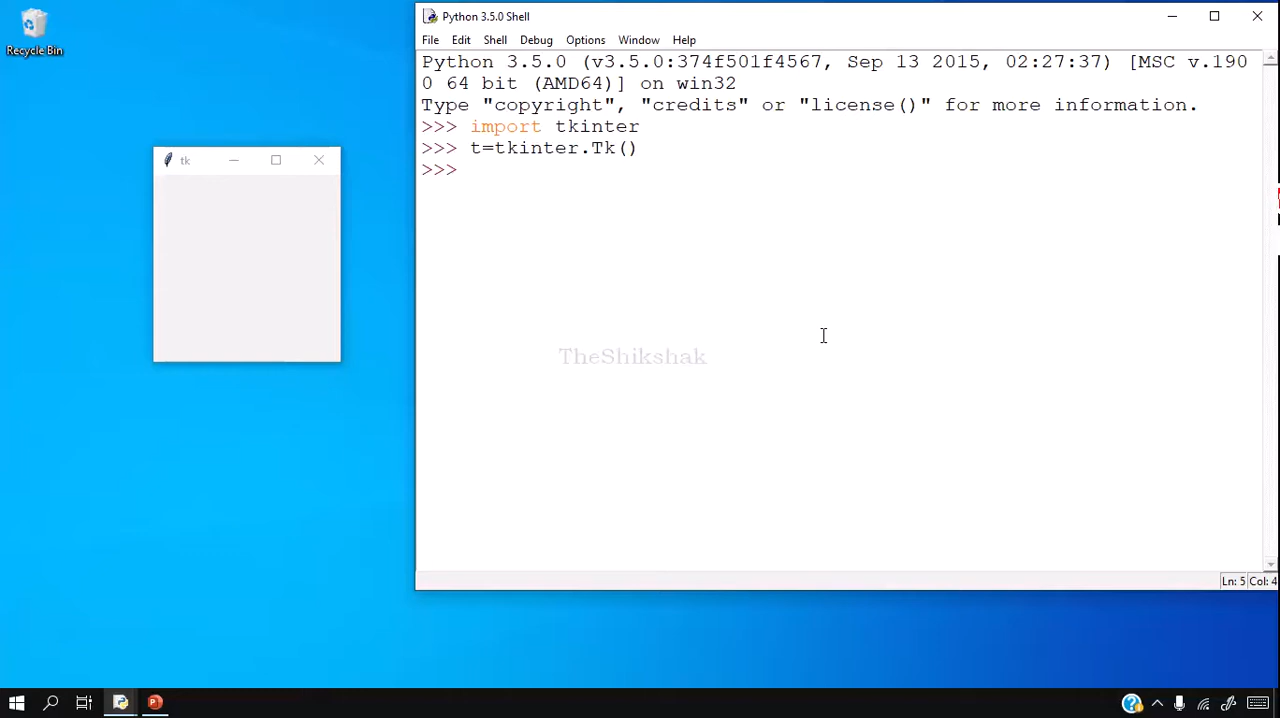 Recycle Bin
tk
Python 3.5.0 Shell
File Edit Shell Debug Options Window Help
Python 3.5.0 (v3.5.0:374f501f4567, Sep 13 2015, 02:27:37) [MSC v.190
0 64 bit (AMD64)] on win32
Type "copyright", "credits" or "license()" for more information.
>>> import tkinter
>>> t=tkinter.Tk()
>>>
TheShikshak
Ln: 5 Col: 4